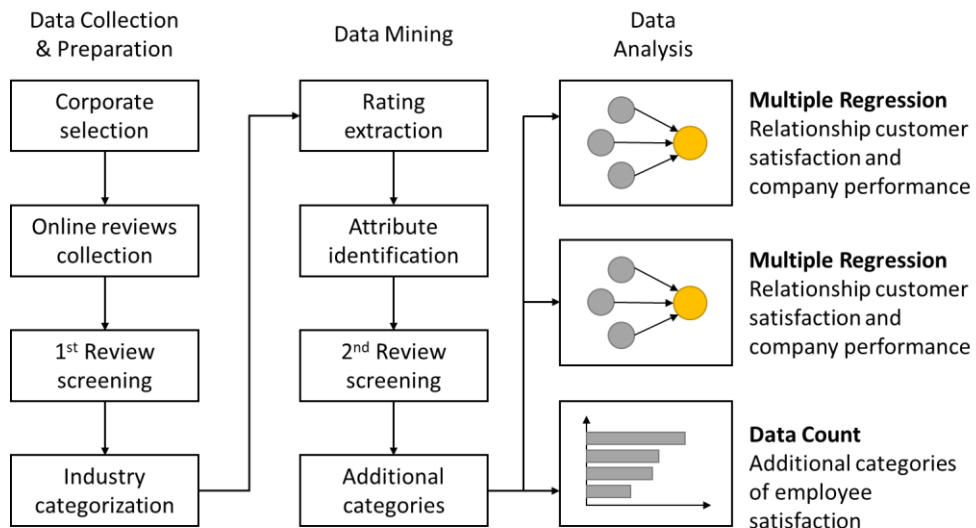 Data Collection
& Preparation
Corporate
selection
Online reviews
collection
1st Review
screening
Industry
categorization
Data Mining
Rating
extraction
Attribute
identification
2nd Review
screening
Additional
categories
Data
Analysis
Multiple Regression
Relationship customer
satisfaction and
company performance
Multiple Regression
Relationship customer
satisfaction and
company performance
Data Count
Additional categories
of employee
satisfaction